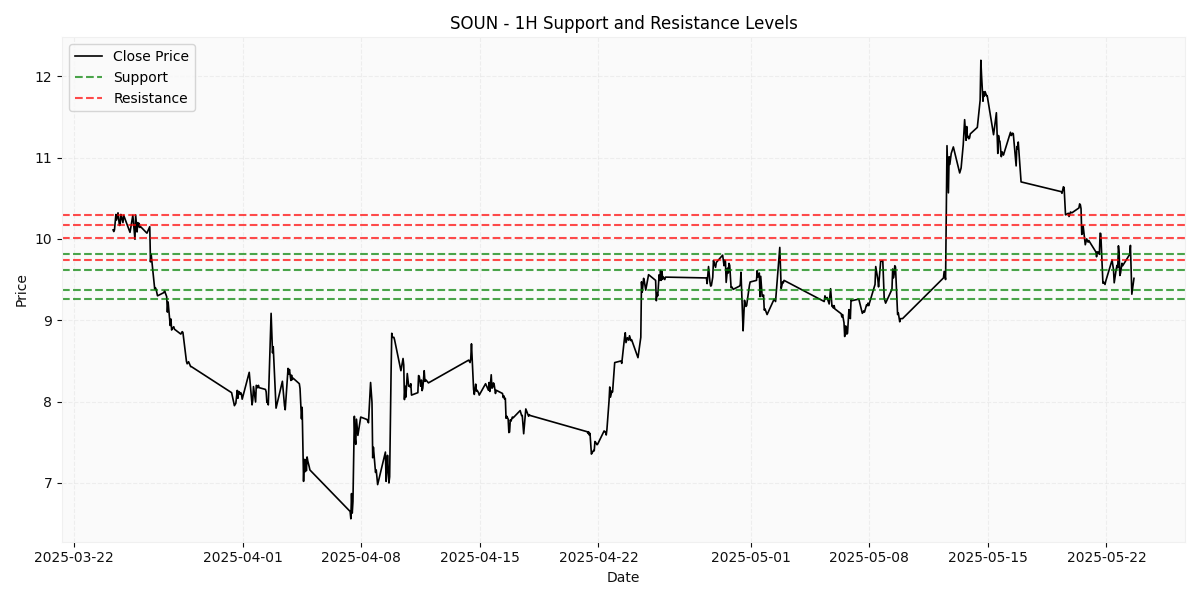 SOUN - 1H Support and Resistance Levels
Close Price
Support
Resistance
Price
12
11
10
9
8
7
2025-03-22
2025-04-01
2025-04-08
2025-04-15
2025-04-22
2025-05-01
2025-05-08
2025-05-15
2025-05-22
Date